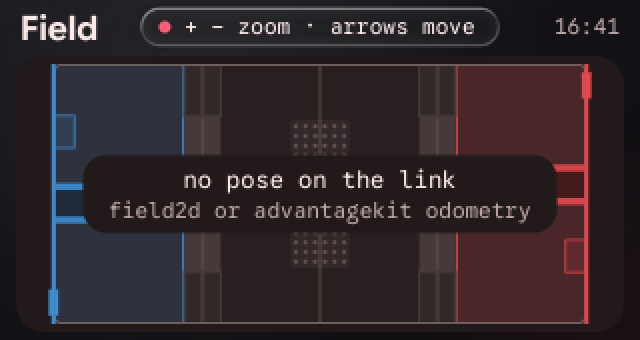 Field
+ − zoom · arrows move
16:41
no pose on the link
field2d or advantagekit odometry